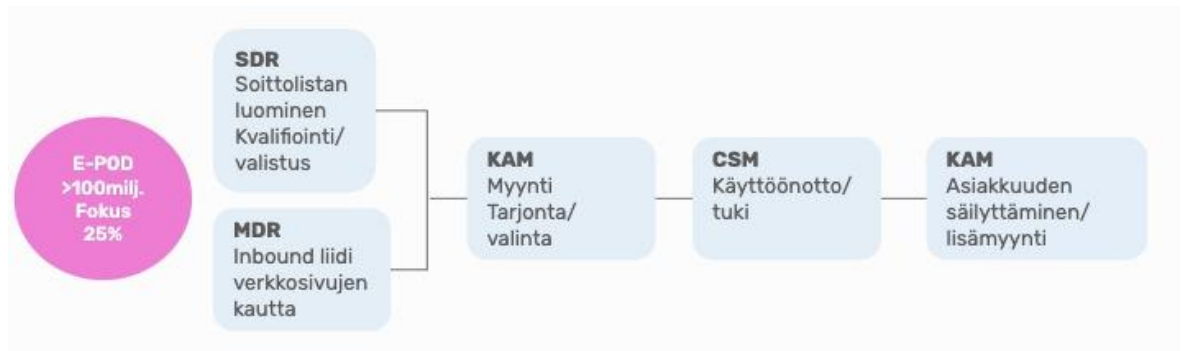 E-POD
>100milj.
Fokus
25%
SDR
Soittolistan
luominen
Kvalifiointi/
valistus
MDR
Inbound liidi
verkkosivujen
kautta
KAM
Myynti
Tarjonta/
valinta
CSM
Käyttöönotto/
tuki
KAM
Asiakkuuden
säilyttäminen/
lisämyynti